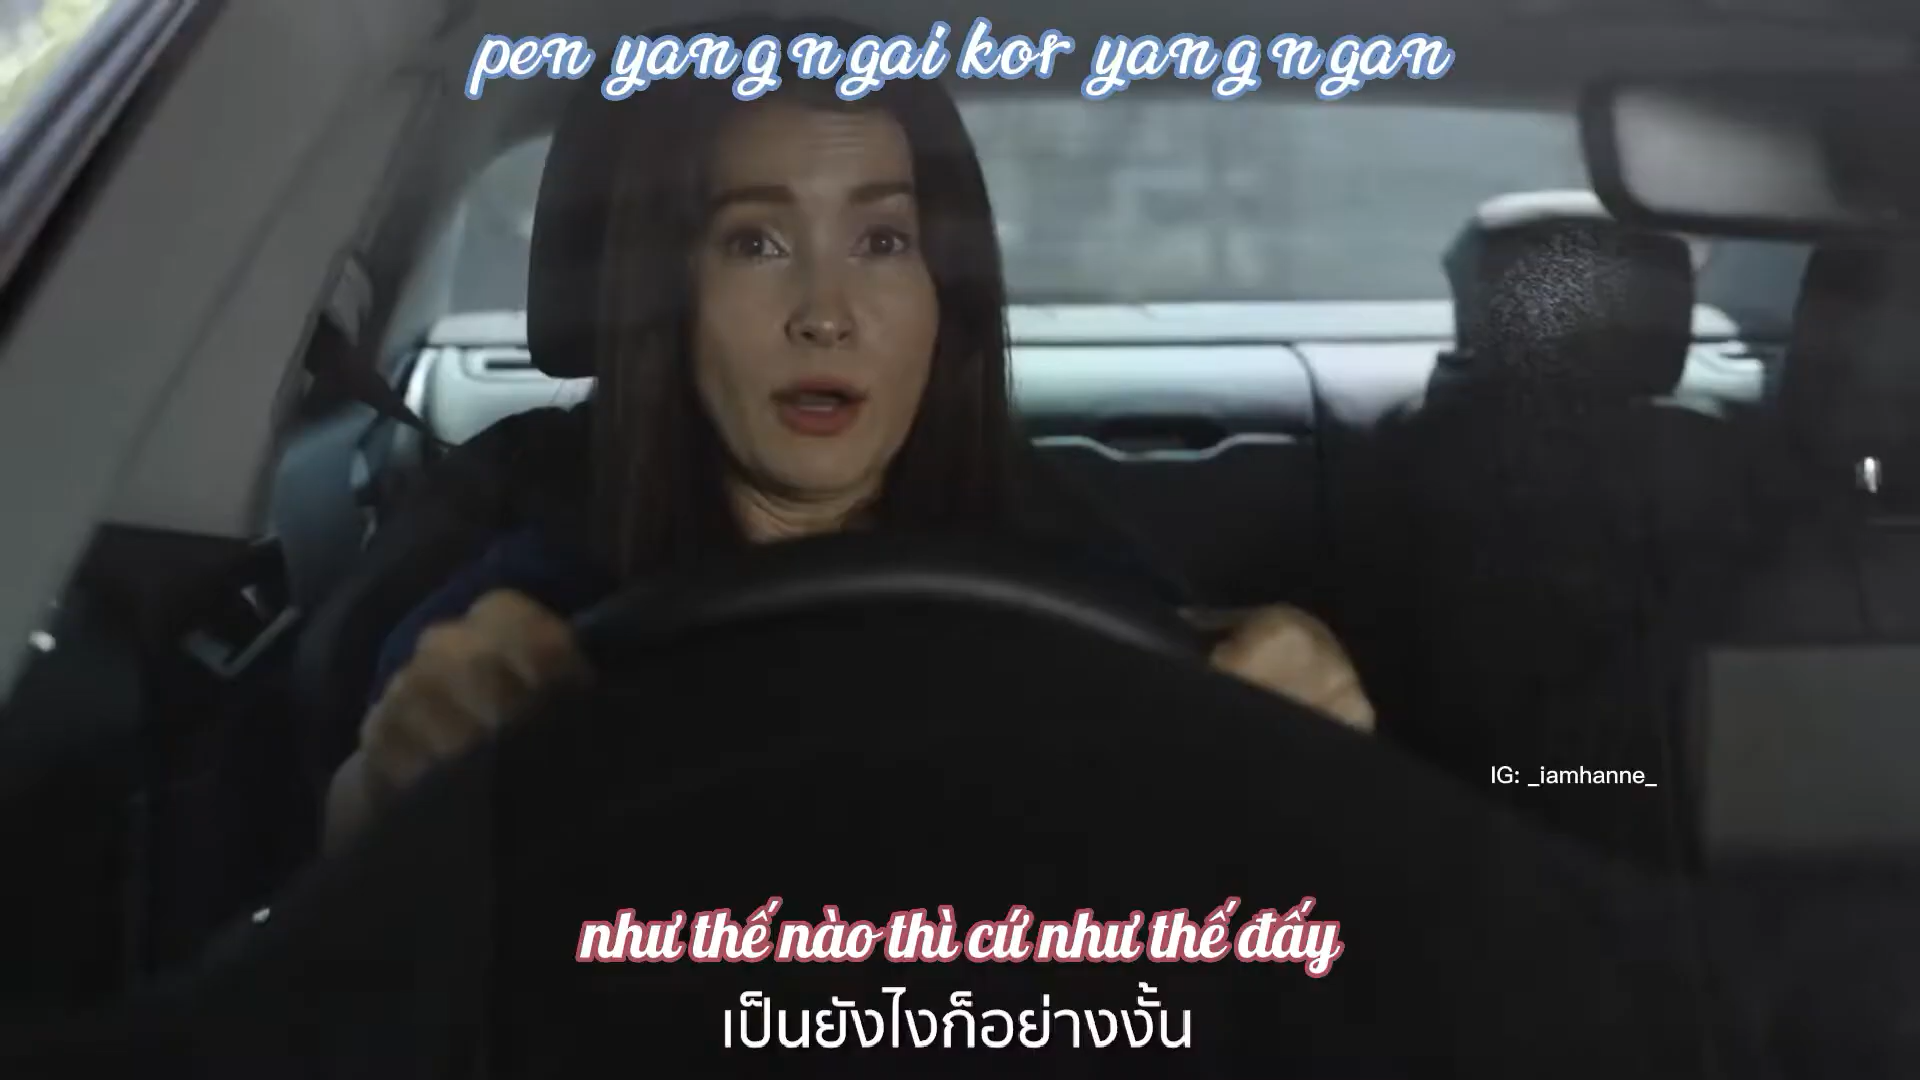 pen yang ngai kor yang ngan
IG: _iamhanne_
như thế nào thì cứ như thế đấy
เป็นยังไงก็อย่างงั้น